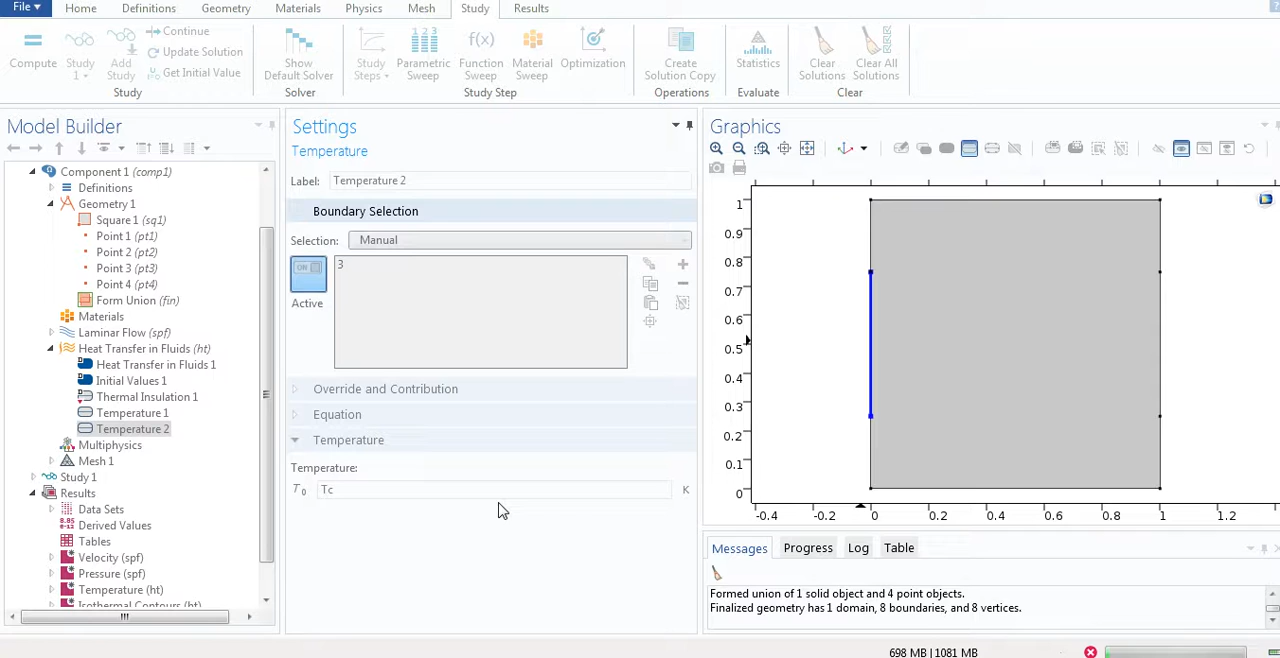 File
Home
Definitions
Geometry
Materials
Physics
Mesh
Study
Results
Compute
Study 1
Add Study
Continue
Update Solution
Get Initial Value
Study
Show Default Solver
Solver
Study Steps
Parametric Sweep
Function Sweep
Material Sweep
Optimization
Study Step
Create Solution Copy
Operations
Statistics
Evaluate
Clear Solutions
Clear All Solutions
Clear
Model Builder
Component 1 (comp1)
Definitions
Geometry 1
Square 1 (sq1)
Point 1 (pt1)
Point 2 (pt2)
Point 3 (pt3)
Point 4 (pt4)
Form Union (fin)
Materials
Laminar Flow (spf)
Heat Transfer in Fluids (ht)
Heat Transfer in Fluids 1
Initial Values 1
Thermal Insulation 1
Temperature 1
Temperature 2
Multiphysics
Mesh 1
Study 1
Results
Data Sets
Derived Values
Tables
Velocity (spf)
Pressure (spf)
Temperature (ht)
Isothermal Contours (ht)
Settings
Temperature
Label: Temperature 2
Boundary Selection
Selection: Manual
ON
Active
3
Override and Contribution
Equation
Temperature
Temperature:
T0 Tc K
Graphics
1
0.9
0.8
0.7
0.6
0.5
0.4
0.3
0.2
0.1
0
-0.4 -0.2 0 0.2 0.4 0.6 0.8 1 1.2
Messages
Progress
Log
Table
Formed union of 1 solid object and 4 point objects.
Finalized geometry has 1 domain, 8 boundaries, and 8 vertices.
698 MB | 1081 MB